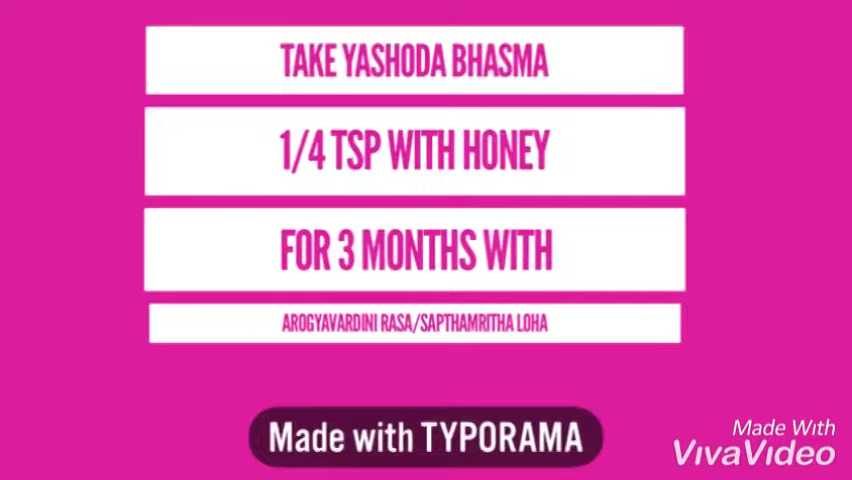 TAKE YASHODA BHASMA
1/4 TSP WITH HONEY
FOR 3 MONTHS WITH
AROGYAVARDINI RASA/SAPTHAMRITHA LOHA
Made with TYPORAMA
Made With
VivaVideo